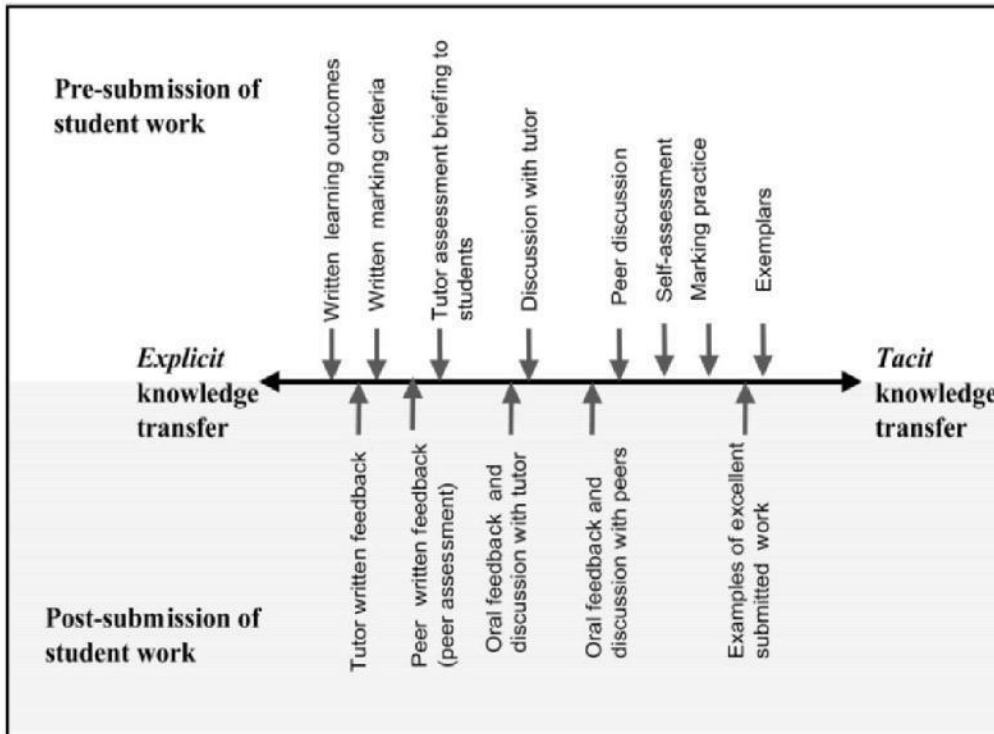 Pre-submission of
student work
Written learning outcomes
Written marking criteria
Tutor assessment briefing to
students
Discussion with tutor
Peer discussion
Self-assessment
Marking practice
Exemplars
Explicit
knowledge
transfer
Tacit
knowledge
transfer
Tutor written feedback
Peer written feedback
(peer assessment)
Oral feedback and
discussion with tutor
Oral feedback and
discussion with peers
Examples of excellent
submitted work
Post-submission of
student work